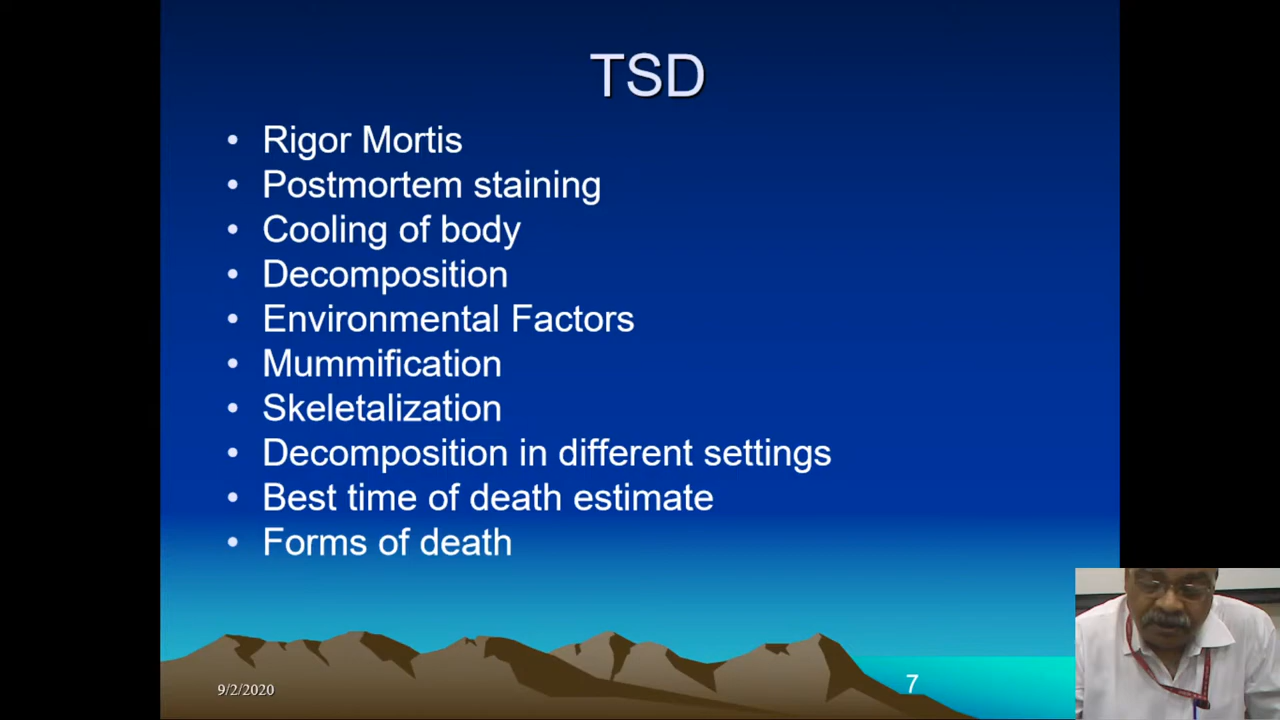 TSD
• Rigor Mortis
• Postmortem staining
• Cooling of body
• Decomposition
• Environmental Factors
• Mummification
• Skeletalization
• Decomposition in different settings
• Best time of death estimate
• Forms of death
9/2/2020
7